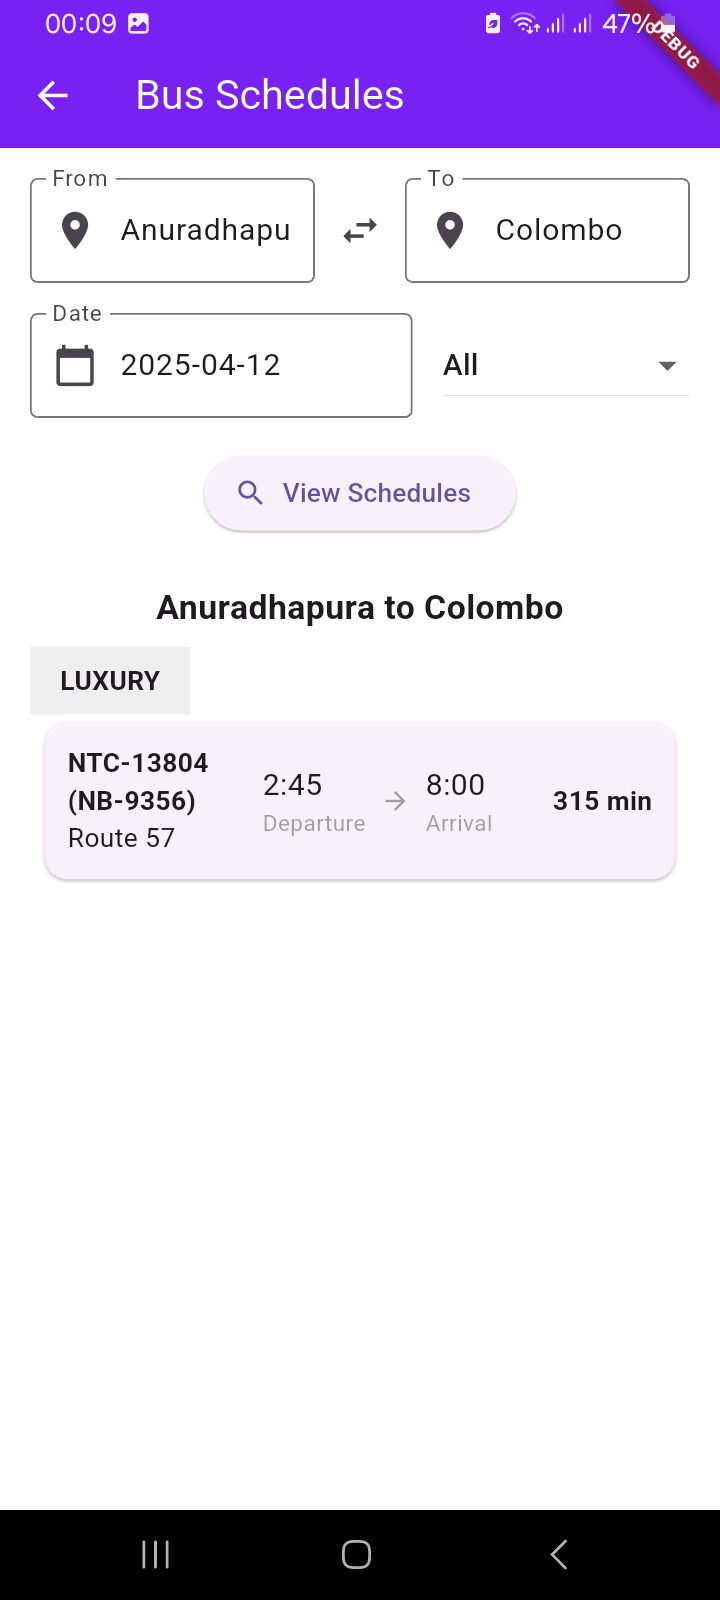 00:09 47%
DEBUG
Bus Schedules
From To
Anuradhapu Colombo
Date
2025-04-12 All
View Schedules
Anuradhapura to Colombo
LUXURY
NTC-13804
(NB-9356)
Route 57
2:45
Departure
8:00
Arrival
315 min